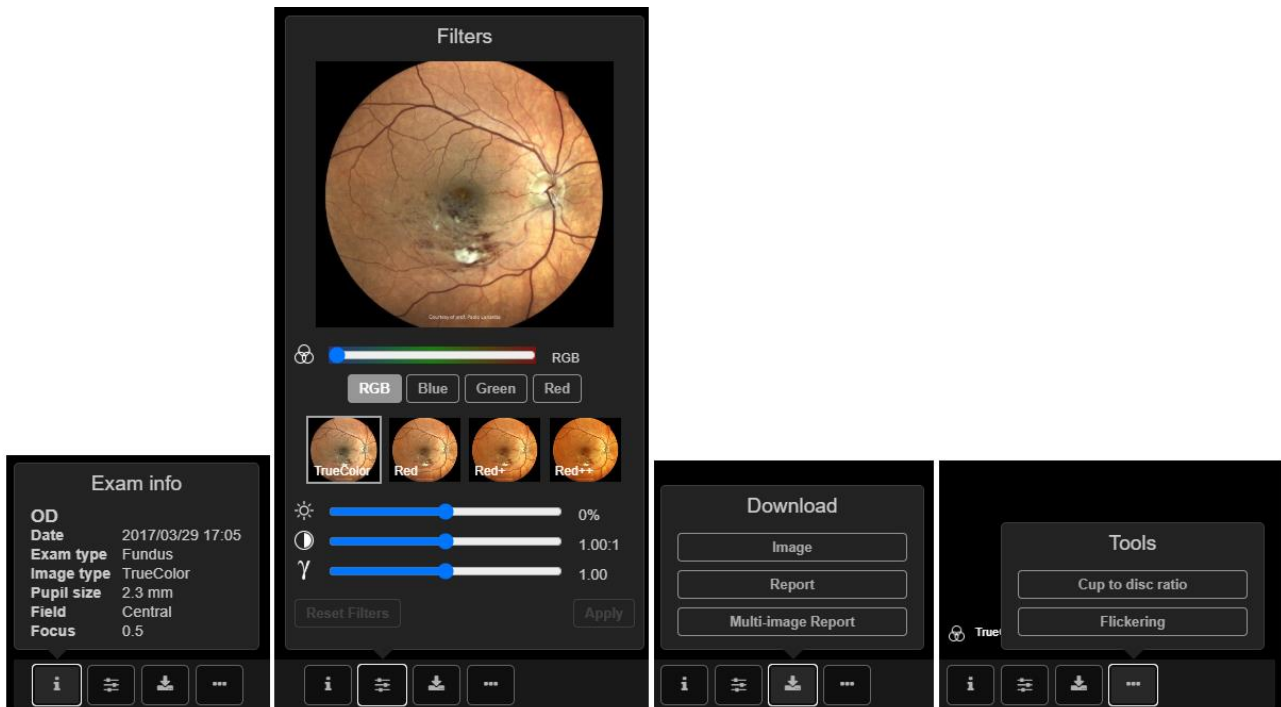 Exam info
OD
Date 2017/03/29 17:05
Exam type Fundus
Image type TrueColor
Pupil size 2.3 mm
Field Central
Focus 0.5
i
Filters
RGB
RGB Blue Green Red
TrueColor Red Red+ Red++
0%
1.00:1
γ 1.00
Reset Filters Apply
i
Download
Image
Report
Multi-image Report
i
Tools
Cup to disc ratio
Flickering
True
i